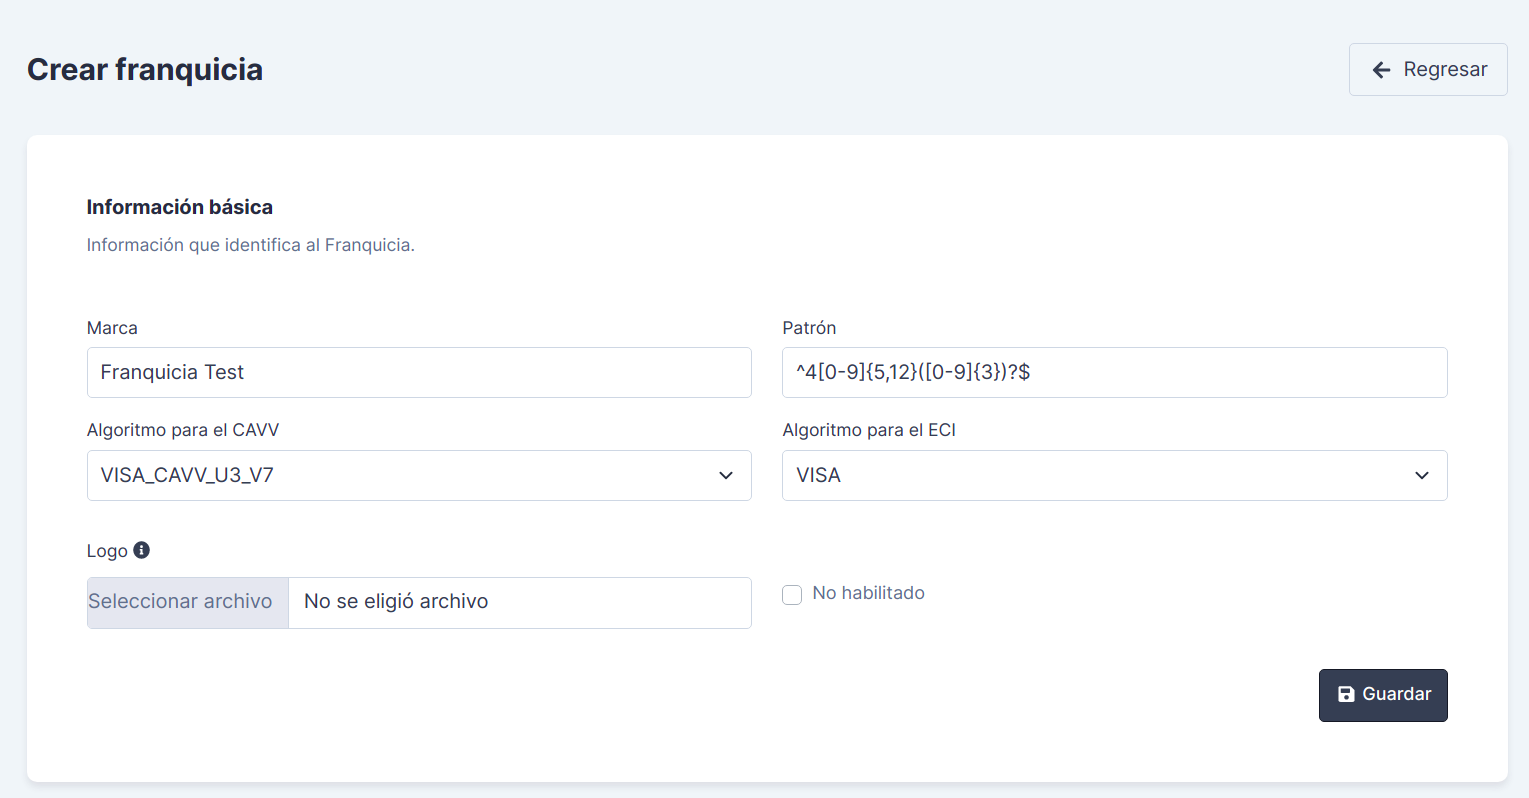 Crear franquicia
Regresar
Información básica
Información que identifica al Franquicia.
Marca
Patrón
Franquicia Test
^4[0-9]{5,12}([0-9]{3})?$
Algoritmo para el CAVV
Algoritmo para el ECI
VISA_CAVV_U3_V7
VISA
Logo
Seleccionar archivo
No se eligió archivo
No habilitado
Guardar